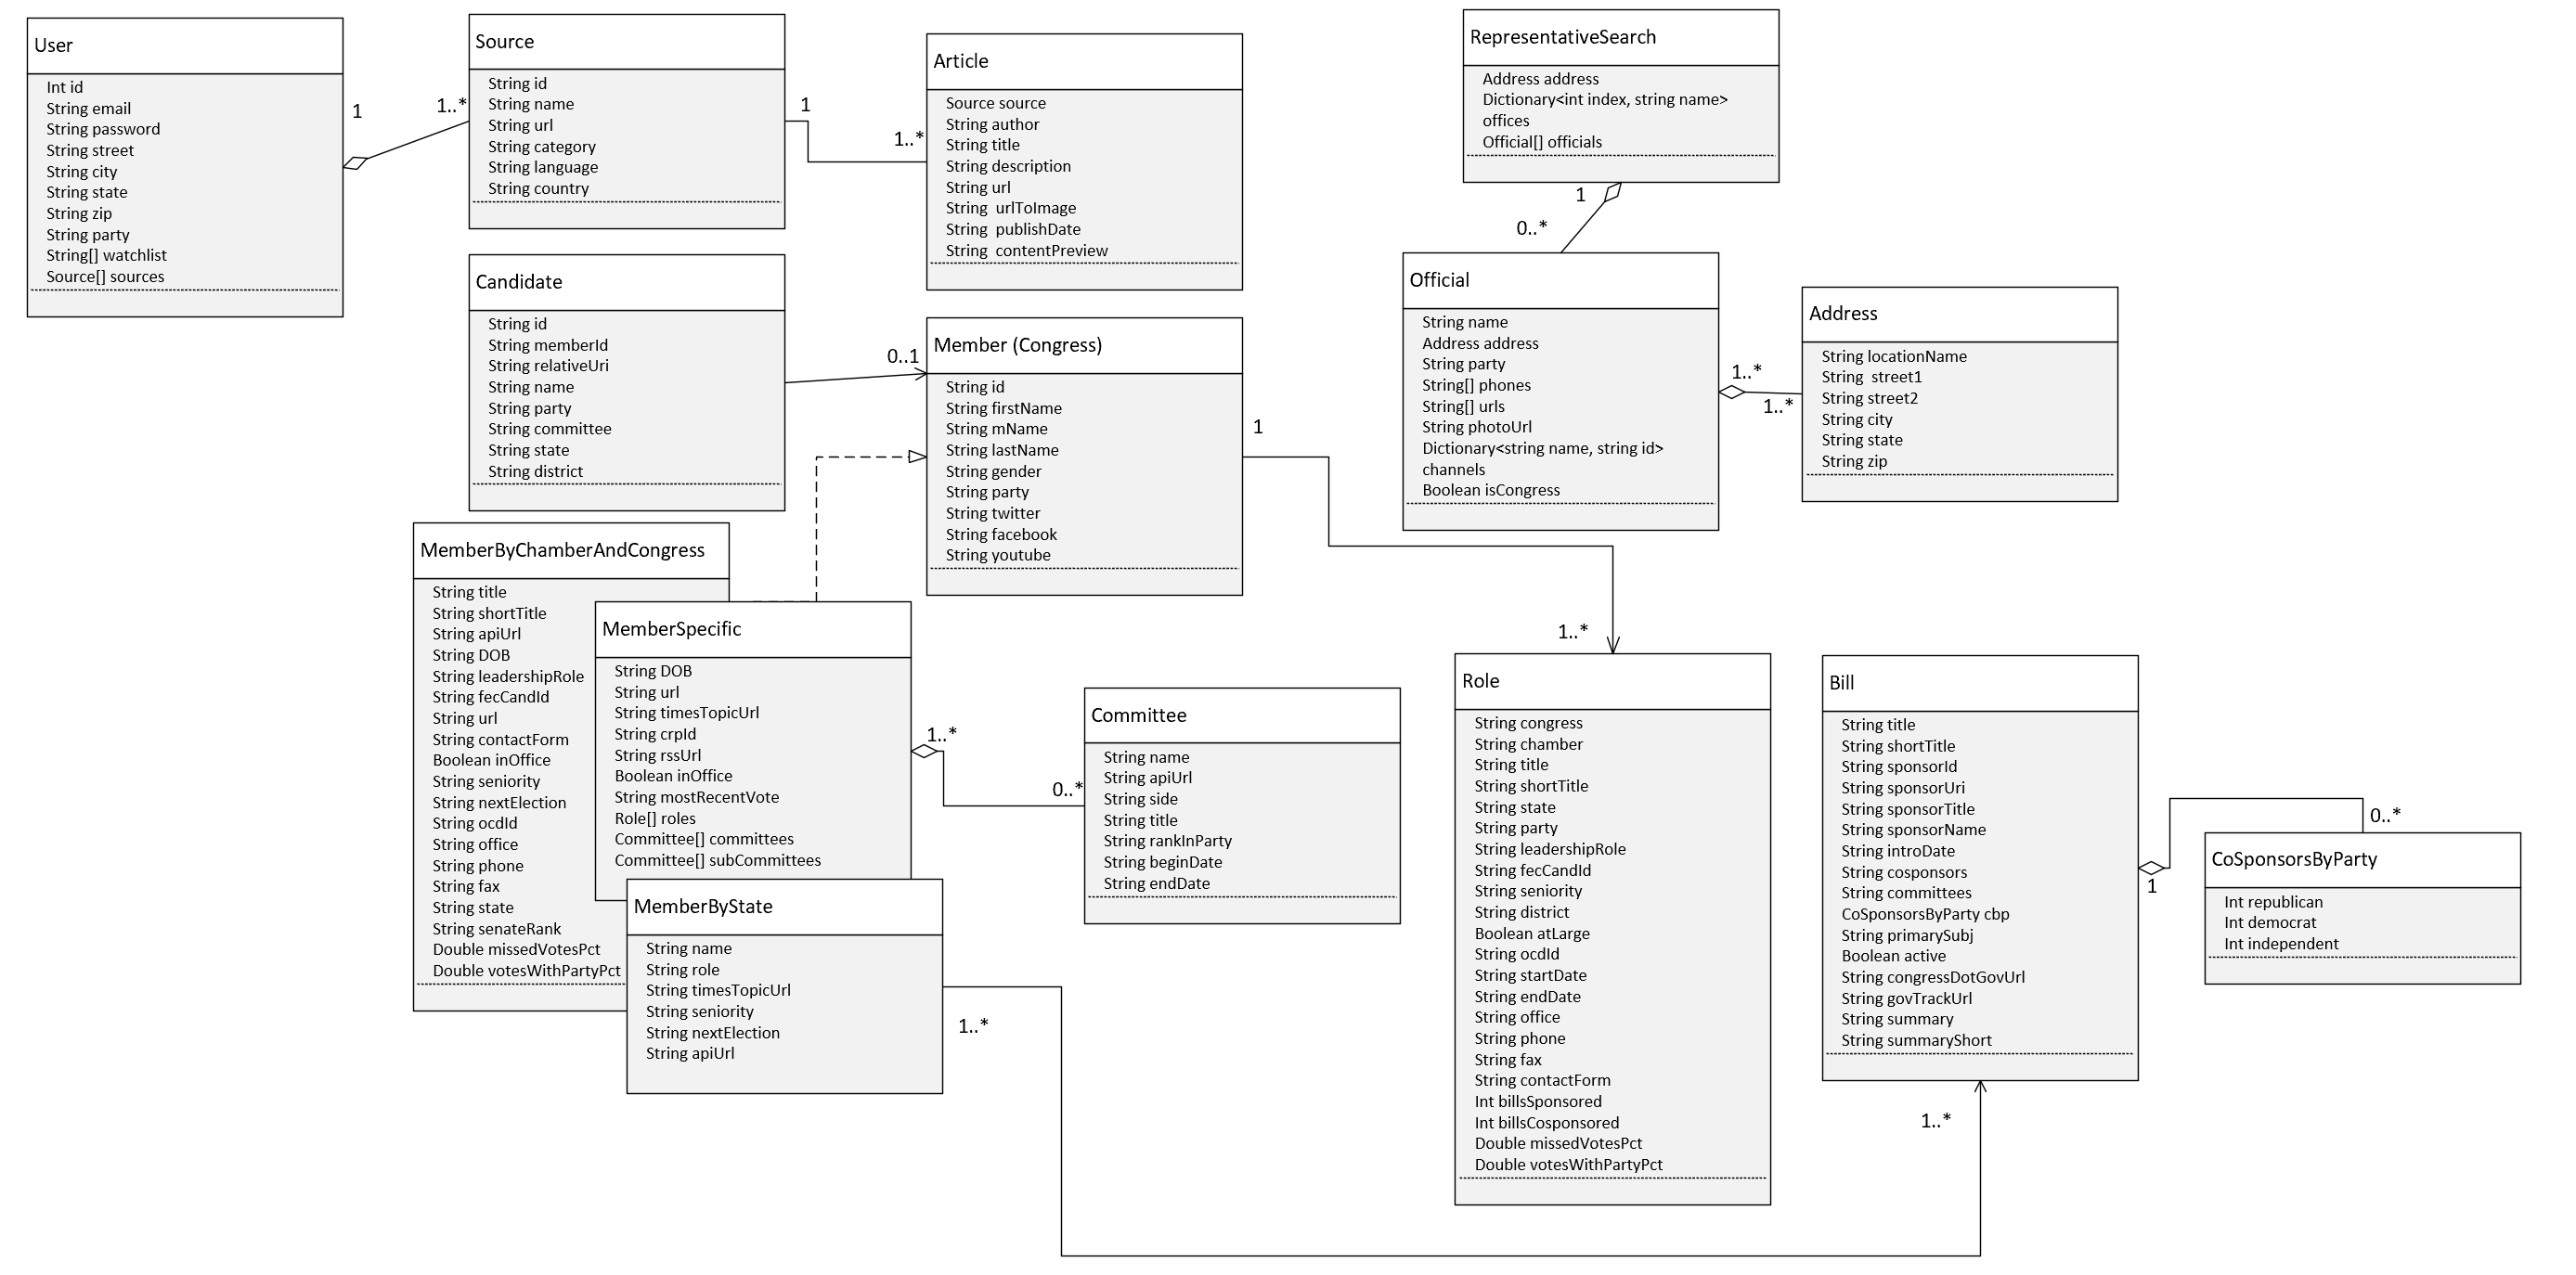 User
Int id
String email
String password
String street
String city
String state
String zip
String party
String[] watchlist
Source[] sources
1
1..*
Source
String id
String name
String url
String category
String language
String country
1
1..*
Article
Source source
String author
String title
String description
String url
String  urlToImage
String  publishDate
String  contentPreview
RepresentativeSearch
Address address
Dictionary<int index, string name>
offices
Official[] officials
1
0..*
Official
String name
Address address
String party
String[] phones
String[] urls
String photoUrl
Dictionary<string name, string id>
channels
Boolean isCongress
1..*
1..*
Address
String locationName
String  street1
String street2
String city
String state
String zip
Candidate
String id
String memberId
String relativeUri
String name
String party
String committee
String state
String district
0..1
Member (Congress)
String id
String firstName
String mName
String lastName
String gender
String party
String twitter
String facebook
String youtube
1
1..*
MemberByChamberAndCongress
String title
String shortTitle
String apiUrl
String DOB
String leadershipRole
String fecCandId
String url
String contactForm
Boolean inOffice
String seniority
String nextElection
String ocdId
String office
String phone
String fax
String state
String senateRank
Double missedVotesPct
Double votesWithPartyPct
MemberSpecific
String DOB
String url
String timesTopicUrl
String crpId
String rssUrl
Boolean inOffice
String mostRecentVote
Role[] roles
Committee[] committees
Committee[] subCommittees
1..*
0..*
MemberByState
String name
String role
String timesTopicUrl
String seniority
String nextElection
String apiUrl
1..*
Committee
String name
String apiUrl
String side
String title
String rankInParty
String beginDate
String endDate
Role
String congress
String chamber
String title
String shortTitle
String state
String party
String leadershipRole
String fecCandId
String seniority
String district
Boolean atLarge
String ocdId
String startDate
String endDate
String office
String phone
String fax
String contactForm
Int billsSponsored
Int billsCosponsored
Double missedVotesPct
Double votesWithPartyPct
Bill
String title
String shortTitle
String sponsorId
String sponsorUri
String sponsorTitle
String sponsorName
String introDate
String cosponsors
String committees
CoSponsorsByParty cbp
String primarySubj
Boolean active
String congressDotGovUrl
String govTrackUrl
String summary
String summaryShort
1..*
1
0..*
CoSponsorsByParty
Int republican
Int democrat
Int independent